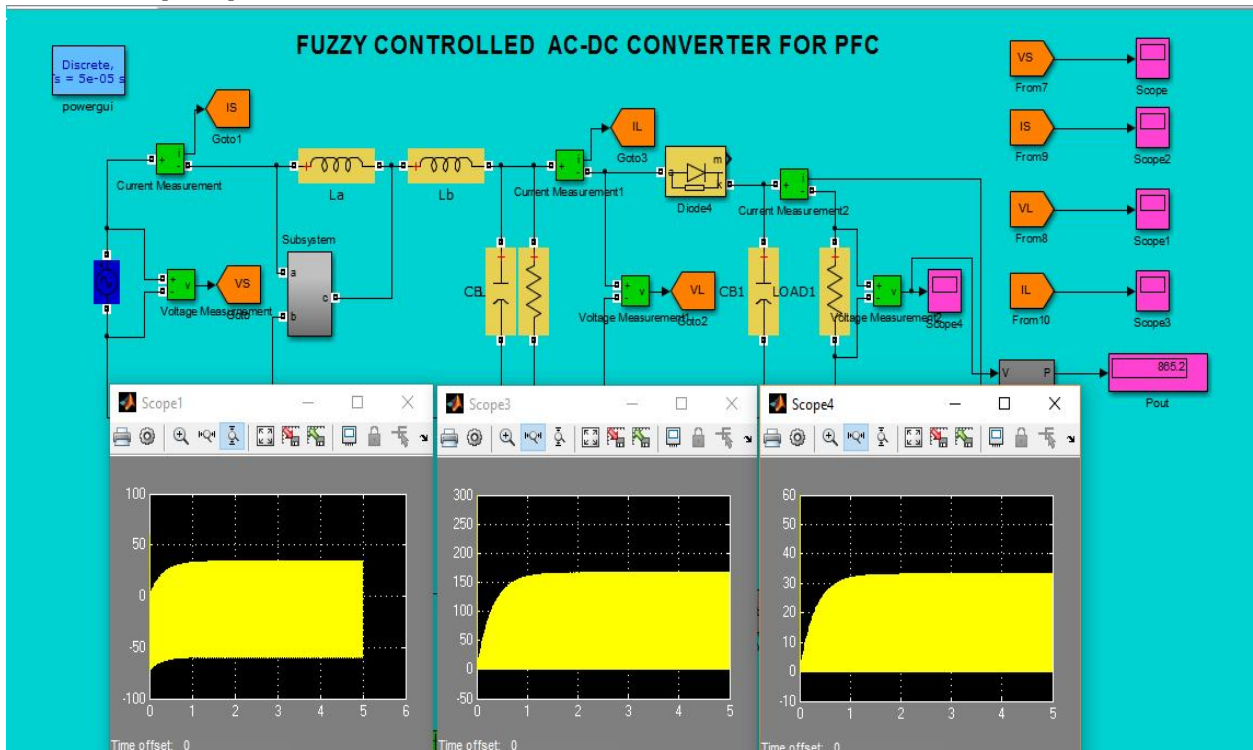 FUZZY CONTROLLED AC-DC CONVERTER FOR PFC
Discrete,
s = 5e-05 s
powergui
IS
Goto1
+
i
-
Current Measurement
La
Lb
IL
Goto3
+
i
-
Current Measurement1
a
m
k
Diode4
+
i
-
Current Measurement2
VS
From7
Scope
IS
From9
Scope2
VL
From8
Scope1
IL
From10
Scope3
Subsystem
a
b
c
+
-
v
VS
Voltage Measurement
+
-
v
VL
Voltage Measurement1
Goto2
CB1
LOAD1
+
-
v
Voltage Measurement2
Scope4
V
P
865.2
Pout
Scope1
100
50
0
-50
-100
0 1 2 3 4 5 6
Time offset: 0
Scope3
300
250
200
150
100
50
0
-50
0 1 2 3 4 5
Time offset: 0
Scope4
60
50
40
30
20
10
0
-10
0 1 2 3 4 5
Time offset: 0